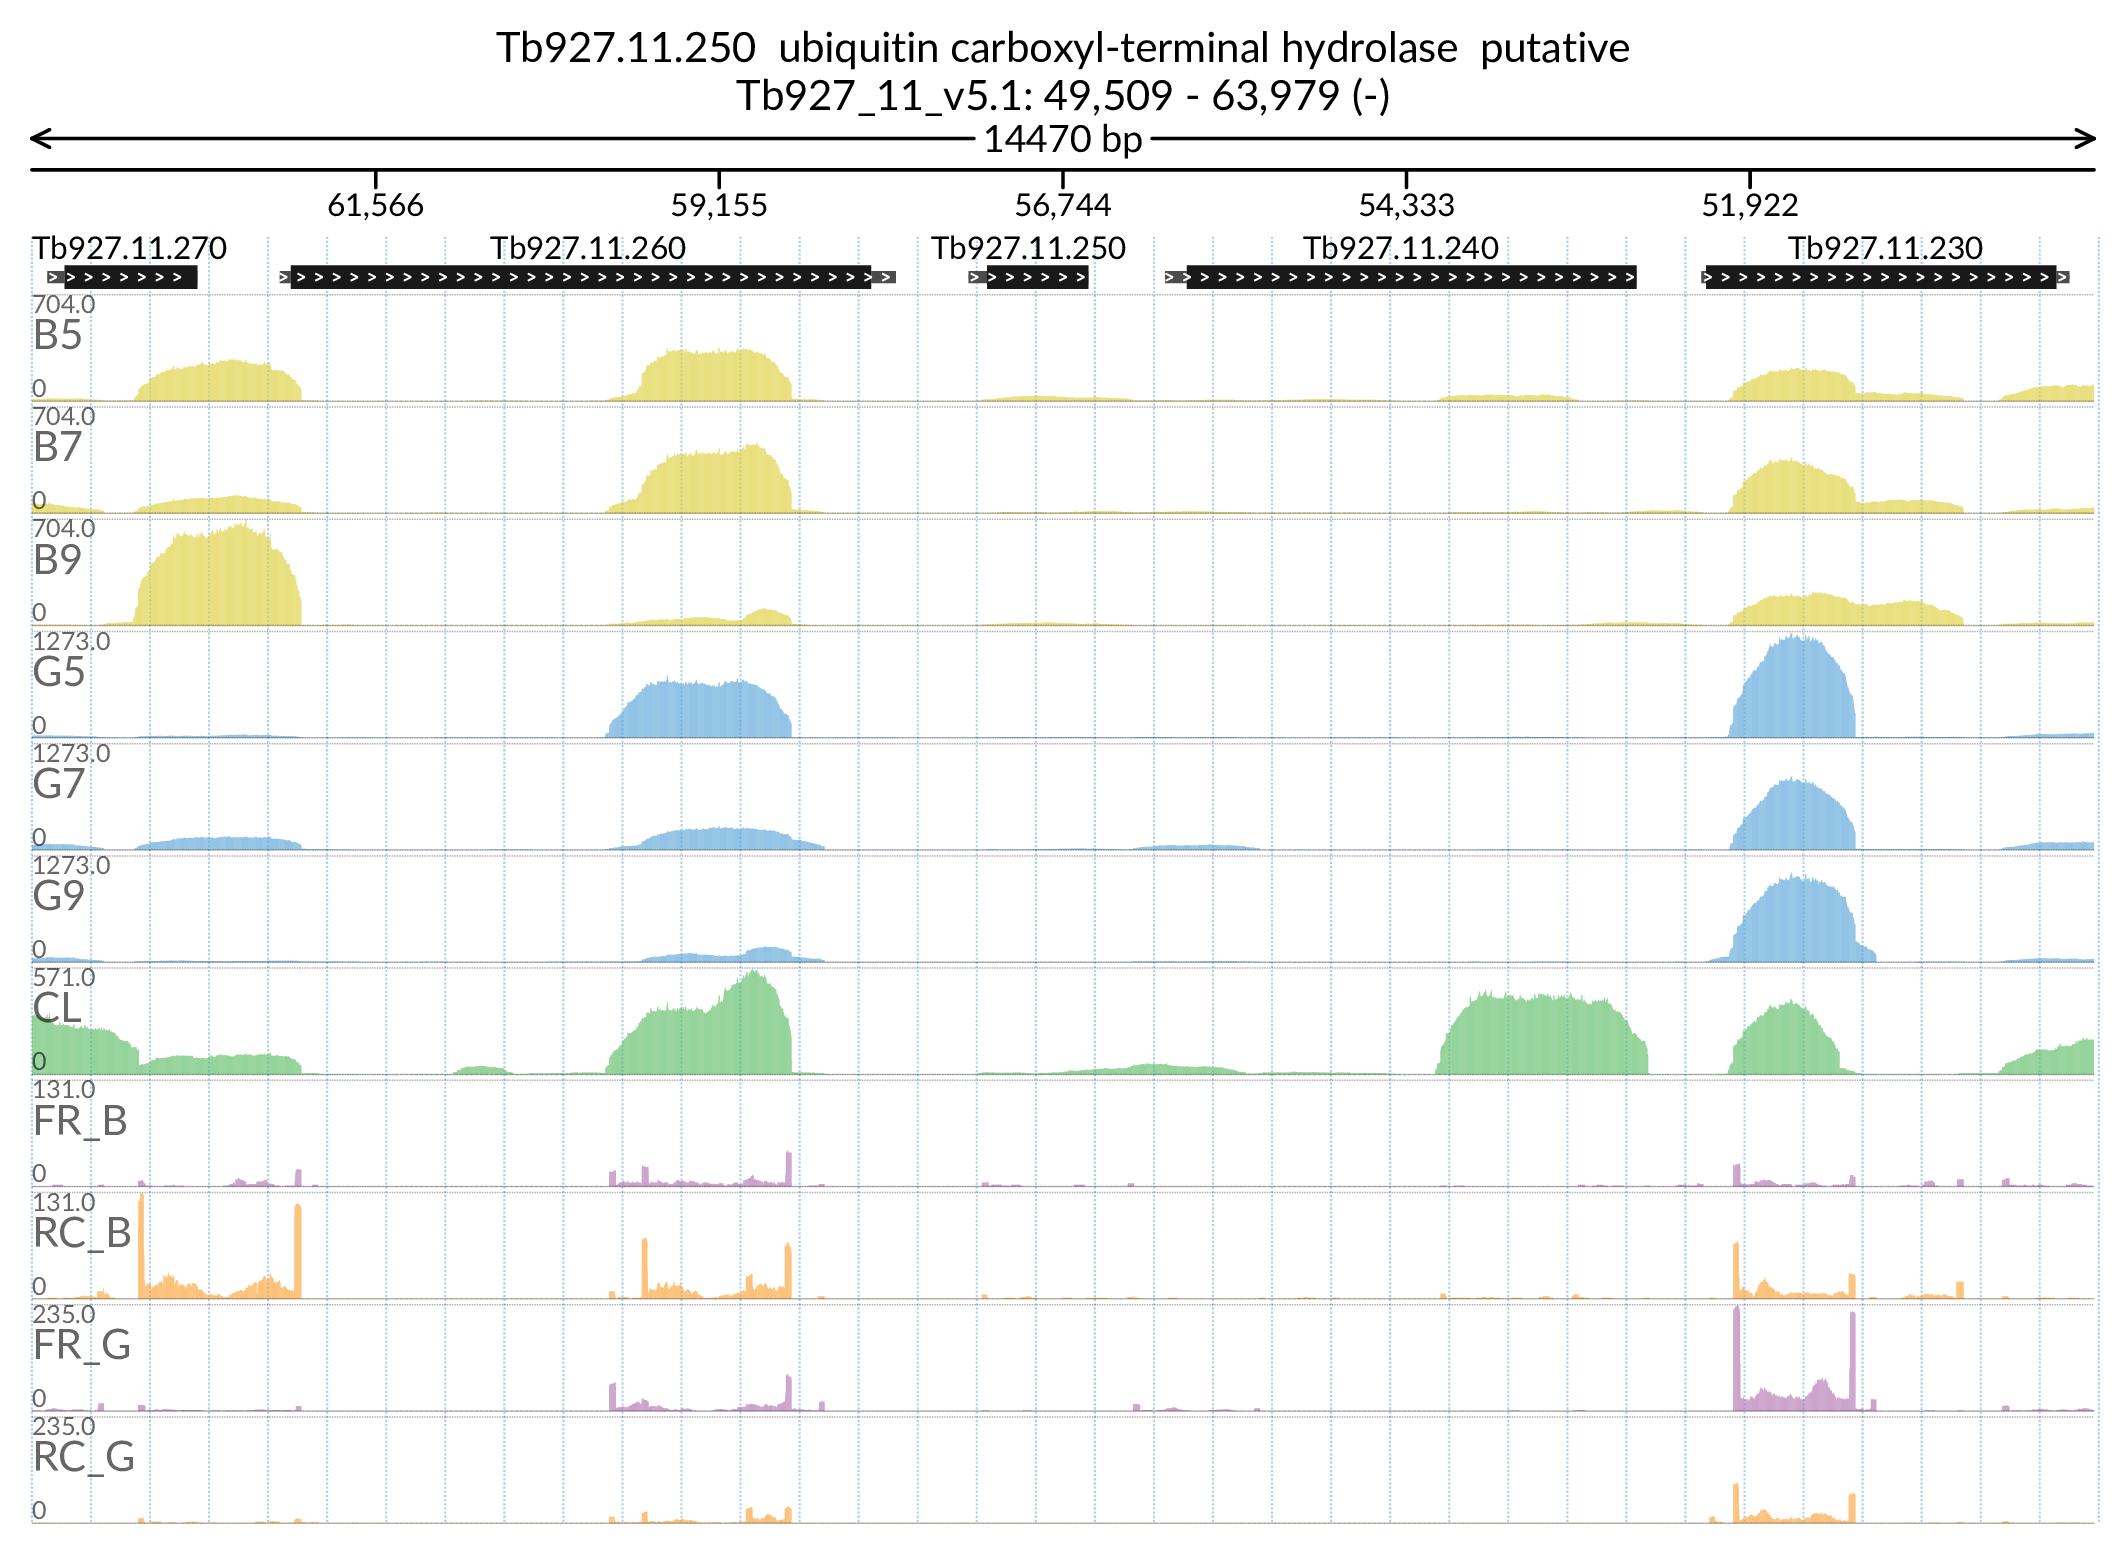 Tb927.11.250  ubiquitin carboxyl-terminal hydrolase  putative
Tb927_11_v5.1: 49,509 - 63,979 (-)
14470 bp
61,566 59,155 56,744 54,333 51,922
Tb927.11.270 Tb927.11.260 Tb927.11.250 Tb927.11.240 Tb927.11.230
704.0
B5
0
704.0
B7
0
704.0
B9
0
1273.0
G5
0
1273.0
G7
0
1273.0
G9
0
571.0
CL
0
131.0
FR_B
0
131.0
RC_B
0
235.0
FR_G
0
235.0
RC_G
0